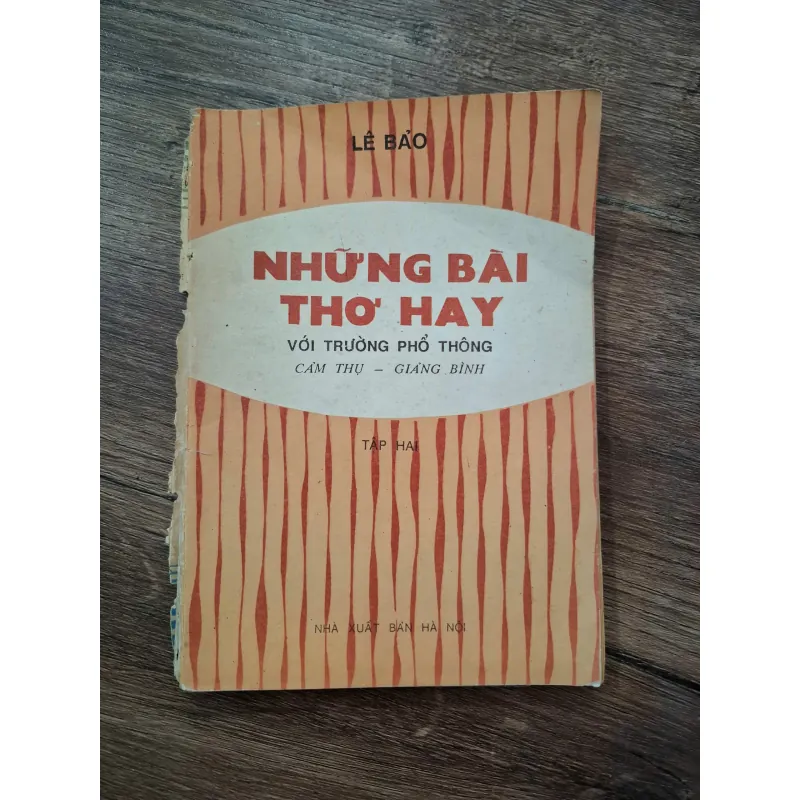 LÊ BẢO
NHỮNG BÀI
THƠ HAY
VỚI TRƯỜNG PHỔ THÔNG
CẢM THỤ – GIẢNG BÌNH
TẬP HAI
NHÀ XUẤT BẢN HÀ NỘI